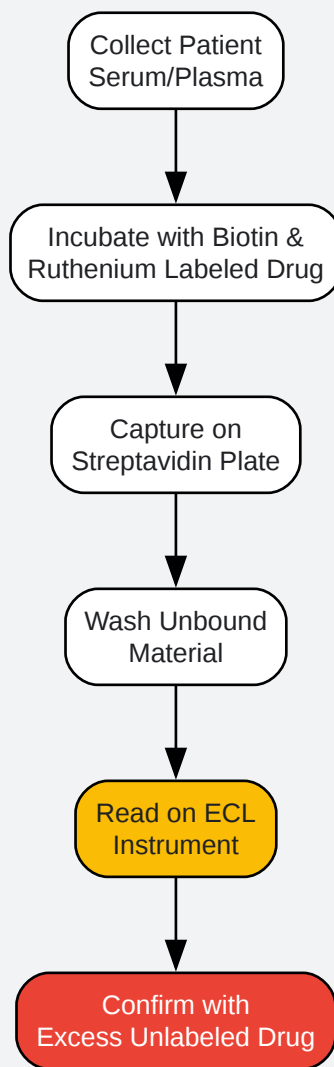 Collect Patient
Serum/Plasma
Incubate with Biotin &
Ruthenium Labeled Drug
Capture on
Streptavidin Plate
Wash Unbound
Material
Read on ECL
Instrument
Confirm with
Excess Unlabeled Drug